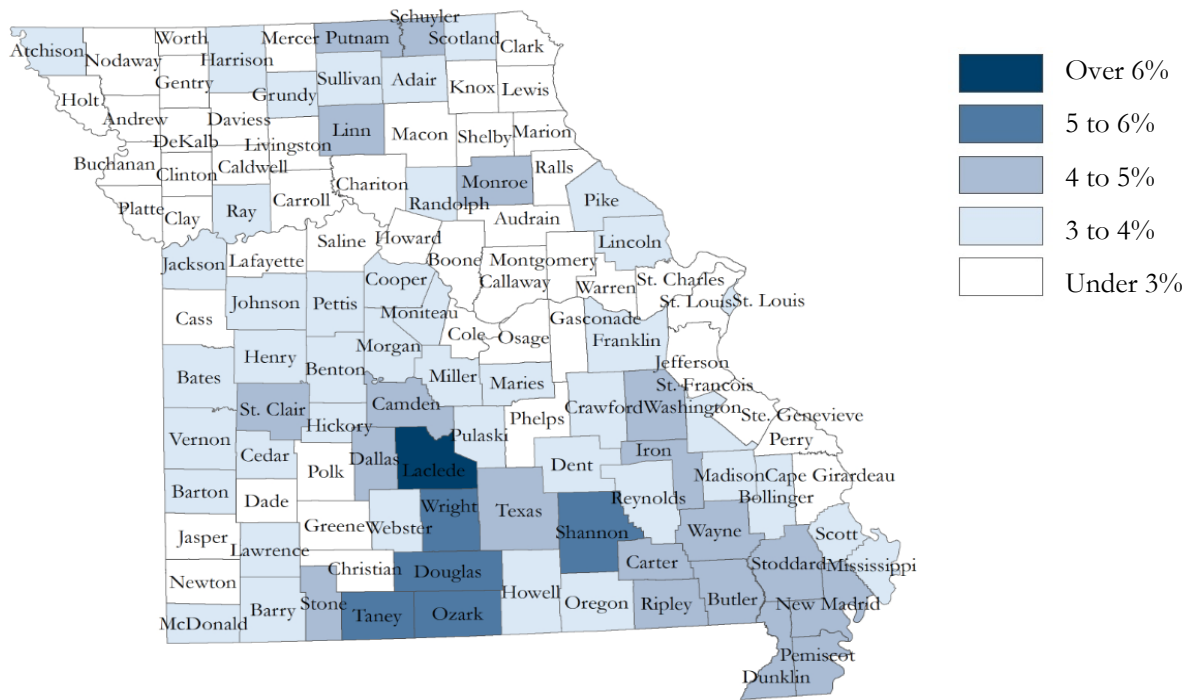 Schuyler
Worth
Mercer
Putnam
Scotland
Clark
Atchison
Nodaway
Harrison
Gentry
Sullivan
Adair
Knox
Lewis
Holt
Grundy
Andrew
Daviess
DeKalb
Livingston
Linn
Macon
Shelby
Marion
Buchanan
Clinton
Caldwell
Chariton
Monroe
Ralls
Platte
Clay
Ray
Carroll
Randolph
Audrain
Pike
Saline
Howard
Lincoln
Jackson
Lafayette
Boone
Montgomery
Cooper
Callaway
Warren
St. Charles
Johnson
Pettis
St. Louis
St. Louis
Cass
Moniteau
Cole
Osage
Gasconade
Franklin
Henry
Morgan
Jefferson
Bates
Benton
Miller
Maries
St. Francois
St. Clair
Camden
Crawford
Washington
Ste. Genevieve
Vernon
Hickory
Phelps
Pulaski
Perry
Cedar
Polk
Dallas
Laclede
Dent
Iron
Barton
Madison
Cape Girardeau
Dade
Reynolds
Bollinger
Jasper
Greene
Webster
Wright
Texas
Shannon
Wayne
Scott
Lawrence
Newton
Christian
Douglas
Carter
Stoddard
Mississippi
McDonald
Barry
Stone
Taney
Ozark
Howell
Oregon
Ripley
Butler
New Madrid
Pemiscot
Dunklin
Over 6%
5 to 6%
4 to 5%
3 to 4%
Under 3%